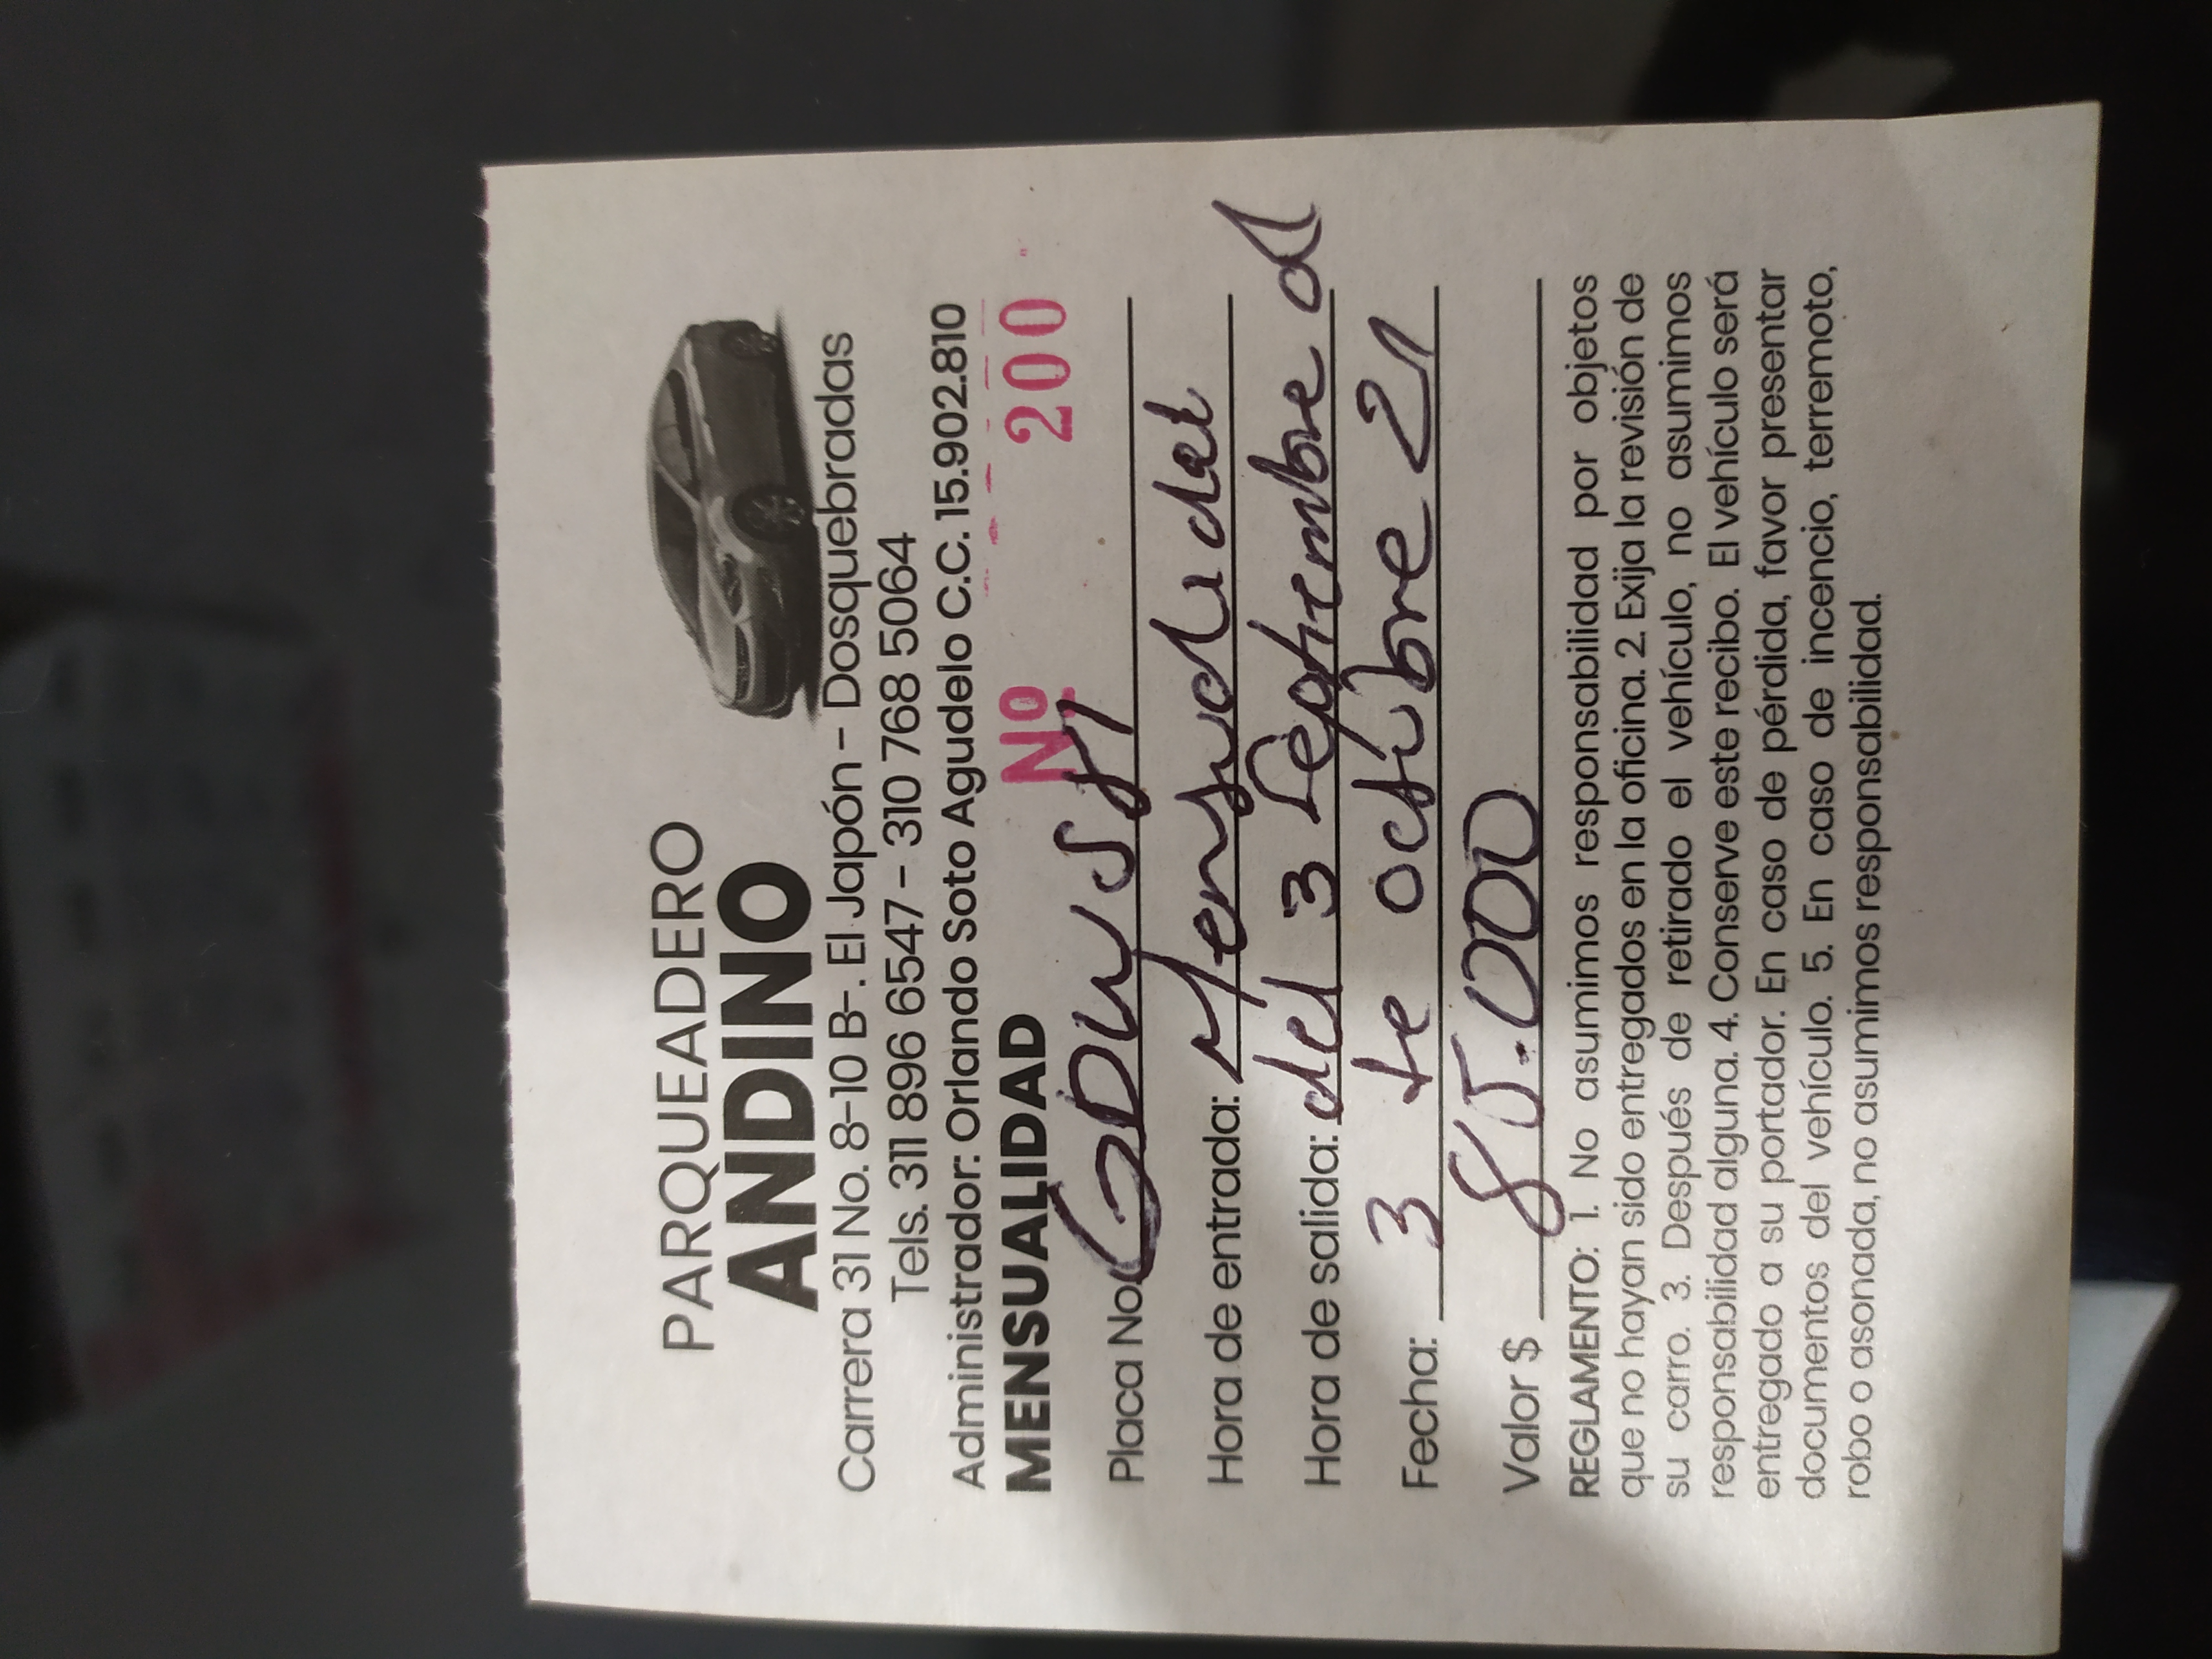 PARQUEADERO
ANDINO
Carrera 31 No. 8-10 B-. El Japón - Dosquebradas
Tels. 311 896 6547 - 310 768 5064
Administrador: Orlando Soto Agudelo C.C. 15.902.810
MENSUALIDAD No 200
Placa No.
Hora de entrada: Mensualidat
Hora de salida: del 3 septiembre al
Fecha: 3 de octubre 21
Valor $ 85.000
REGLAMENTO: 1. No asumimos responsabilidad por objetos
que no hayan sido entregados en la oficina. 2 Exija la revisión de
su carro. 3. Después de retirado el vehículo, no asumimos
responsabilidad alguna. 4. Conserve este recibo. El vehículo será
entregado a su portador. En caso de pérdida, favor presentar
documentos del vehículo. 5. En caso de incencio, terremoto,
robo o asonada, no asumimos responsabilidad.